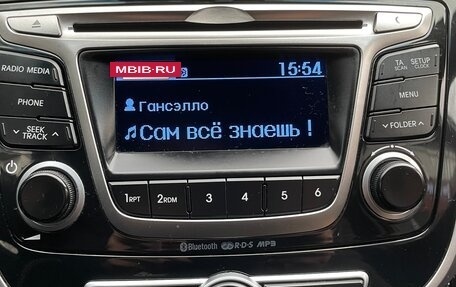 MBIB·RU
15:54
RADIO MEDIA
TA SCAN
SETUP CLOCK
PHONE
MENU
Гансэлло
SEEK TRACK
FOLDER
Сам всё знаешь !
1RPT 2RDM 3 4 5 6
Bluetooth R·D·S MP3